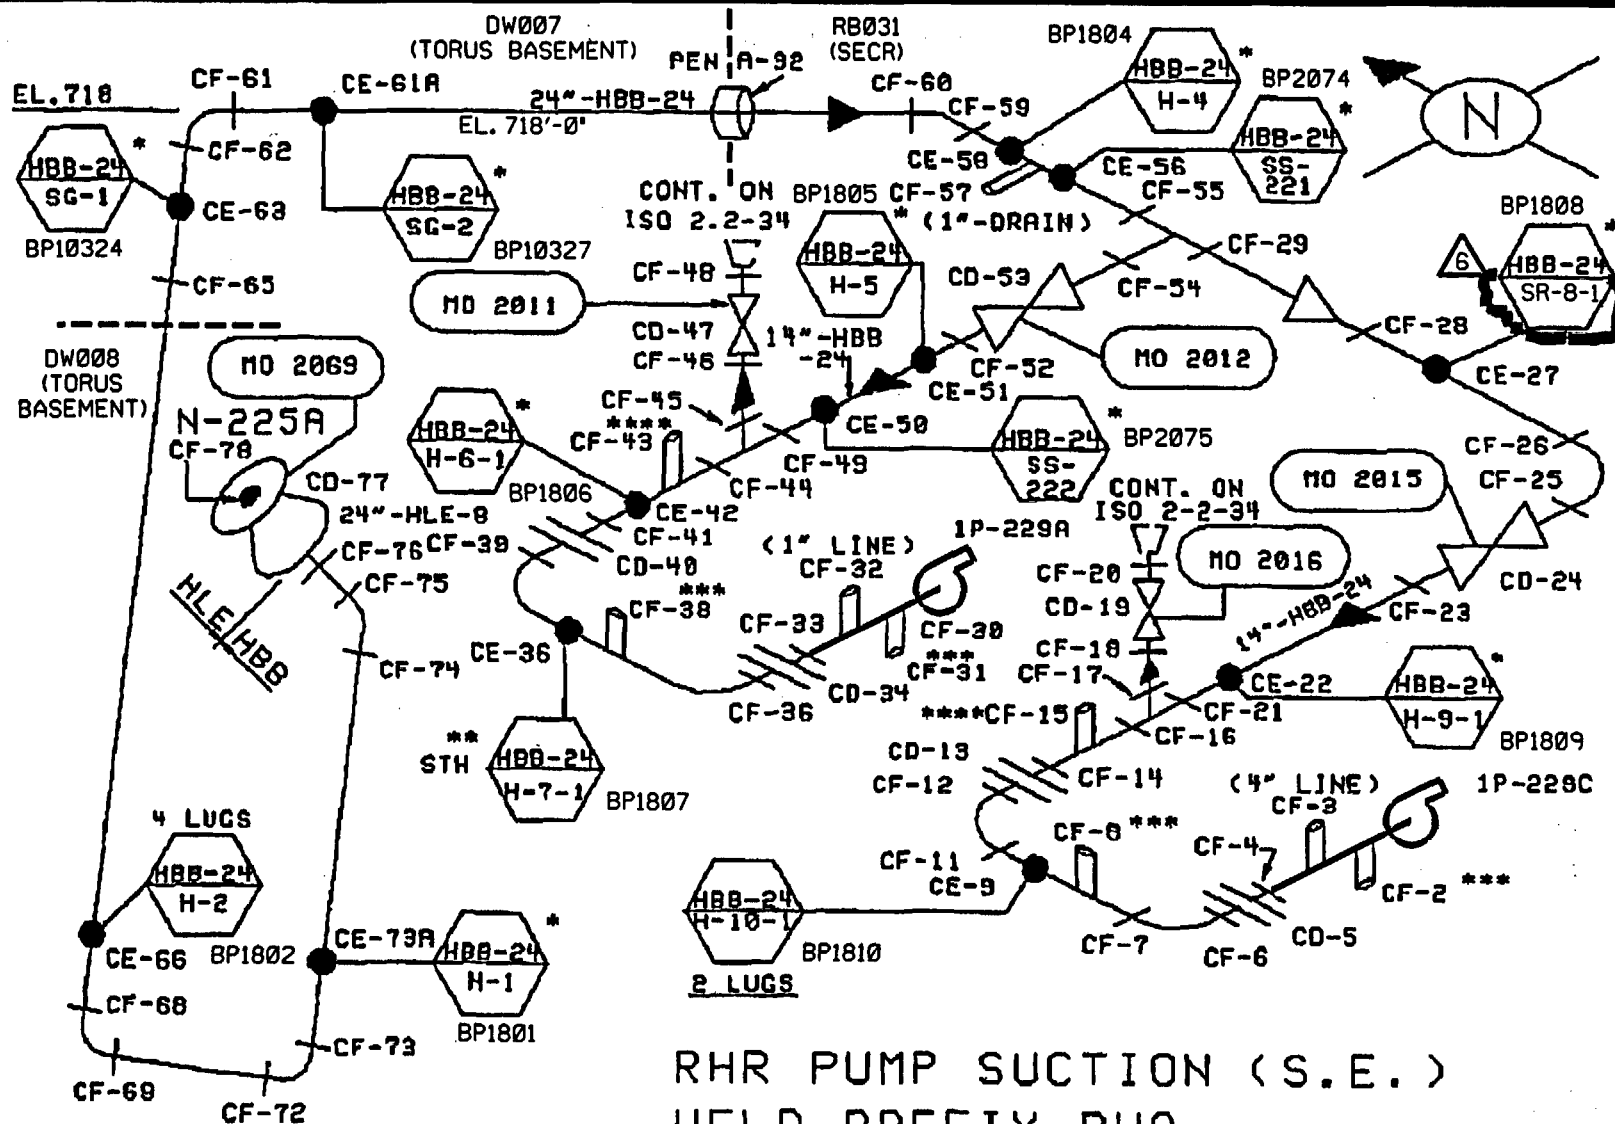 DW007
(TORUS BASEMENT)
RB031
(SECR)
PEN A-92
BP1804
HBB-24 *
H-4
BP2074
HBB-24 *
SS-
221
N
EL.718
CF-61
CE-61A
24"-HBB-24
EL. 718'-0"
CF-60
CF-59
CE-58
CF-57
(1"-DRAIN)
CE-56
CF-55
CF-62
HBB-24 *
SG-1
BP10324
CE-63
HBB-24 *
SG-2
BP10327
CONT. ON
ISO 2.2-34
BP1805
HBB-24 *
H-5
CF-29
BP1808
HBB-24 *
SR-8-1
6
CF-65
CF-48
MO 2011
CD-47
CF-46
14"-HBB
-24
CD-53
CF-54
CF-28
CE-27
DW008
(TORUS
BASEMENT)
MO 2069
N-225A
CF-78
CD-77
24"-HLE-8
CF-52
CE-51
MO 2012
CF-45
****
CF-43
CE-50
HBB-24 *
SS-
222
BP2075
HBB-24 *
H-6-1
BP1806
CF-49
CF-44
CE-42
CF-41
CD-40
CF-39
CF-26
CF-25
MO 2015
CONT. ON
ISO 2-2-34
MO 2016
CF-76
CF-75
HLE HBB
CF-74
(1" LINE)
CF-32
1P-229A
CF-38 ***
CF-33
CF-30
***
CF-31
CD-34
CF-36
CE-36
CF-20
CD-19
CF-18
CF-17
CD-24
CF-23
14"-HBB-24
CE-22
HBB-24 *
H-9-1
BP1809
CF-21
CF-16
****CF-15
CD-13
CF-12
CF-14
**
STH
HBB-24
H-7-1
BP1807
(4" LINE)
CF-3
1P-229C
CF-8 ***
CF-4
CF-2 ***
CF-11
CE-9
CF-7
CF-6
CD-5
HBB-24
H-10-1
BP1810
2 LUGS
4 LUGS
HBB-24
H-2
BP1802
CE-66
CE-73A
HBB-24 *
H-1
BP1801
CF-68
CF-69
CF-72
CF-73
RHR PUMP SUCTION (S.E.)
WELD PREFIX RHA